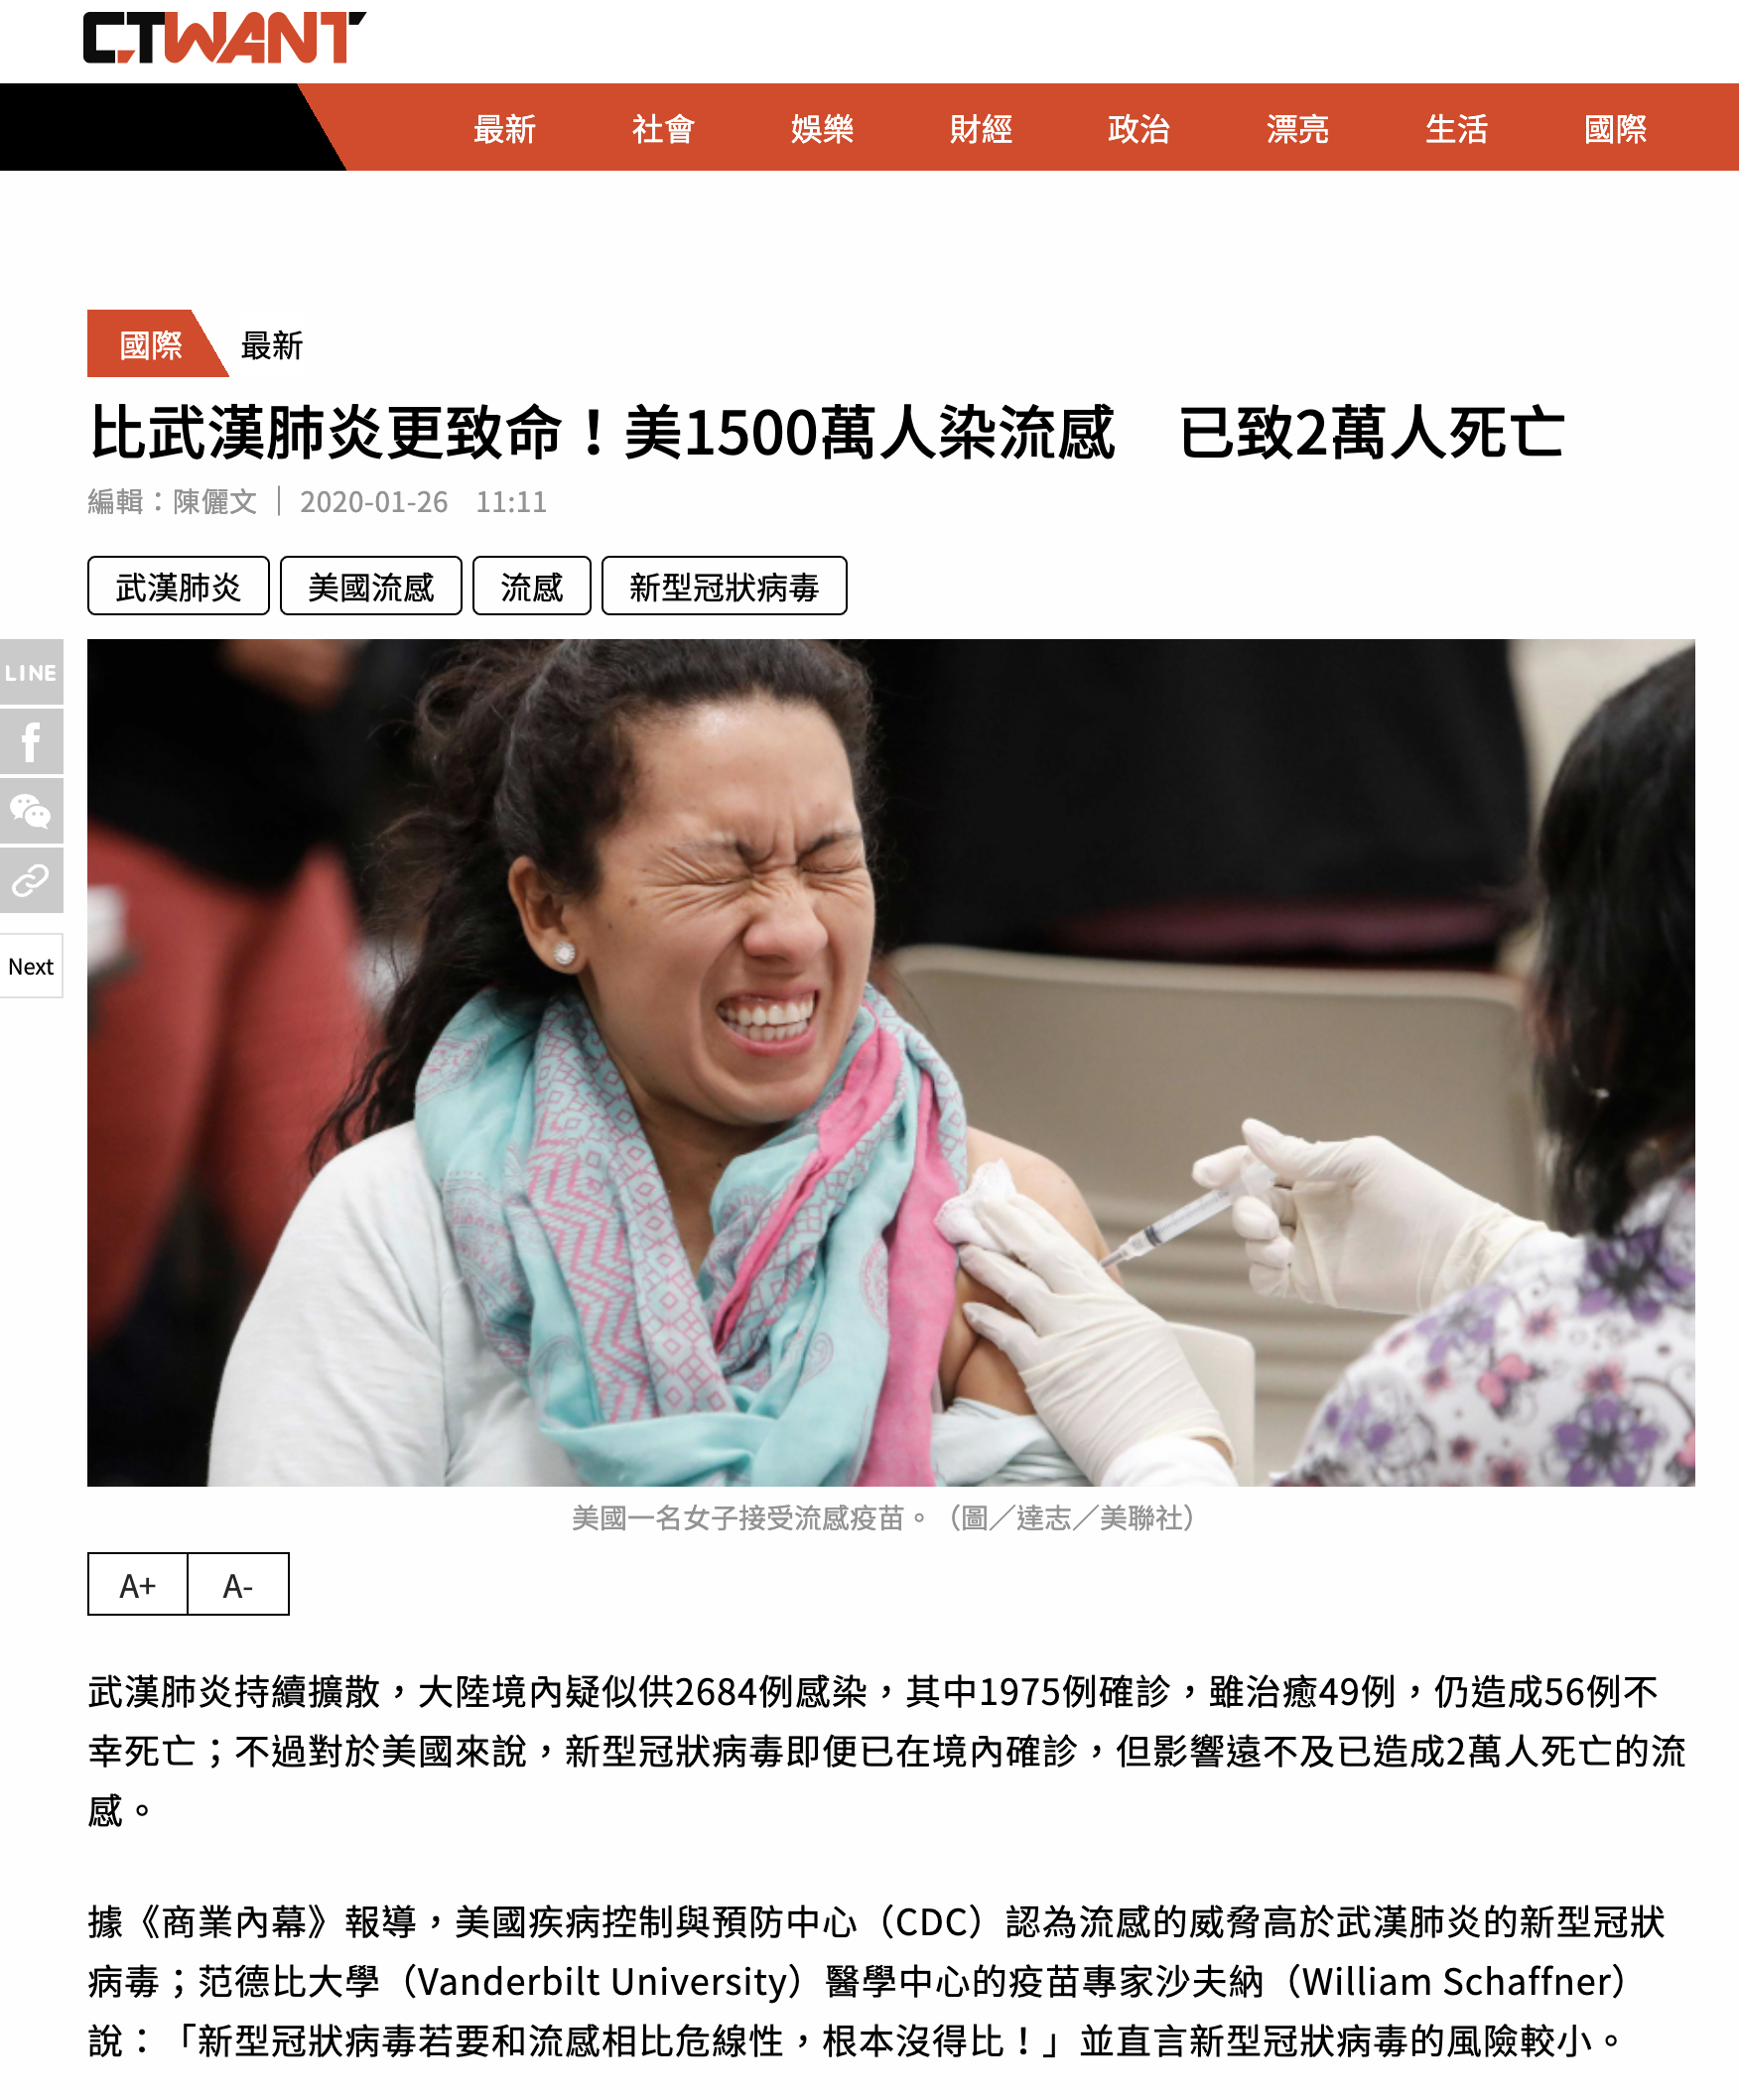 CTWANT
最新 社會 娛樂 財經 政治 漂亮 生活 國際
國際 最新
比武漢肺炎更致命！美1500萬人染流感　已致2萬人死亡
編輯：陳儷文 | 2020-01-26 11:11
武漢肺炎 美國流感 流感 新型冠狀病毒
LINE
f
Next
美國一名女子接受流感疫苗。（圖／達志／美聯社）
A+ A-
武漢肺炎持續擴散，大陸境內疑似供2684例感染，其中1975例確診，雖治癒49例，仍造成56例不
幸死亡；不過對於美國來說，新型冠狀病毒即便已在境內確診，但影響遠不及已造成2萬人死亡的流
感。
據《商業內幕》報導，美國疾病控制與預防中心（CDC）認為流感的威脅高於武漢肺炎的新型冠狀
病毒；范德比大學（Vanderbilt University）醫學中心的疫苗專家沙夫納（William Schaffner）
說：「新型冠狀病毒若要和流感相比危線性，根本沒得比！」並直言新型冠狀病毒的風險較小。